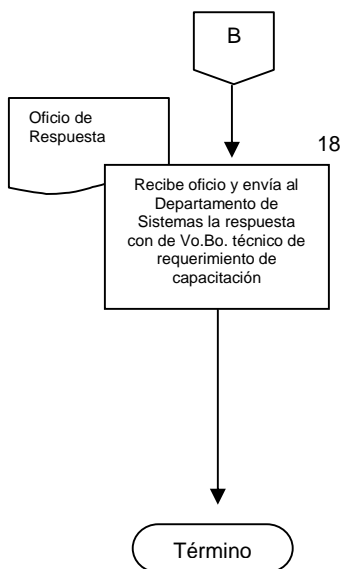 B
Oficio de
Respuesta
18
Recibe oficio y envía al
Departamento de
Sistemas la respuesta
con de Vo.Bo. técnico de
requerimiento de
capacitación
Término